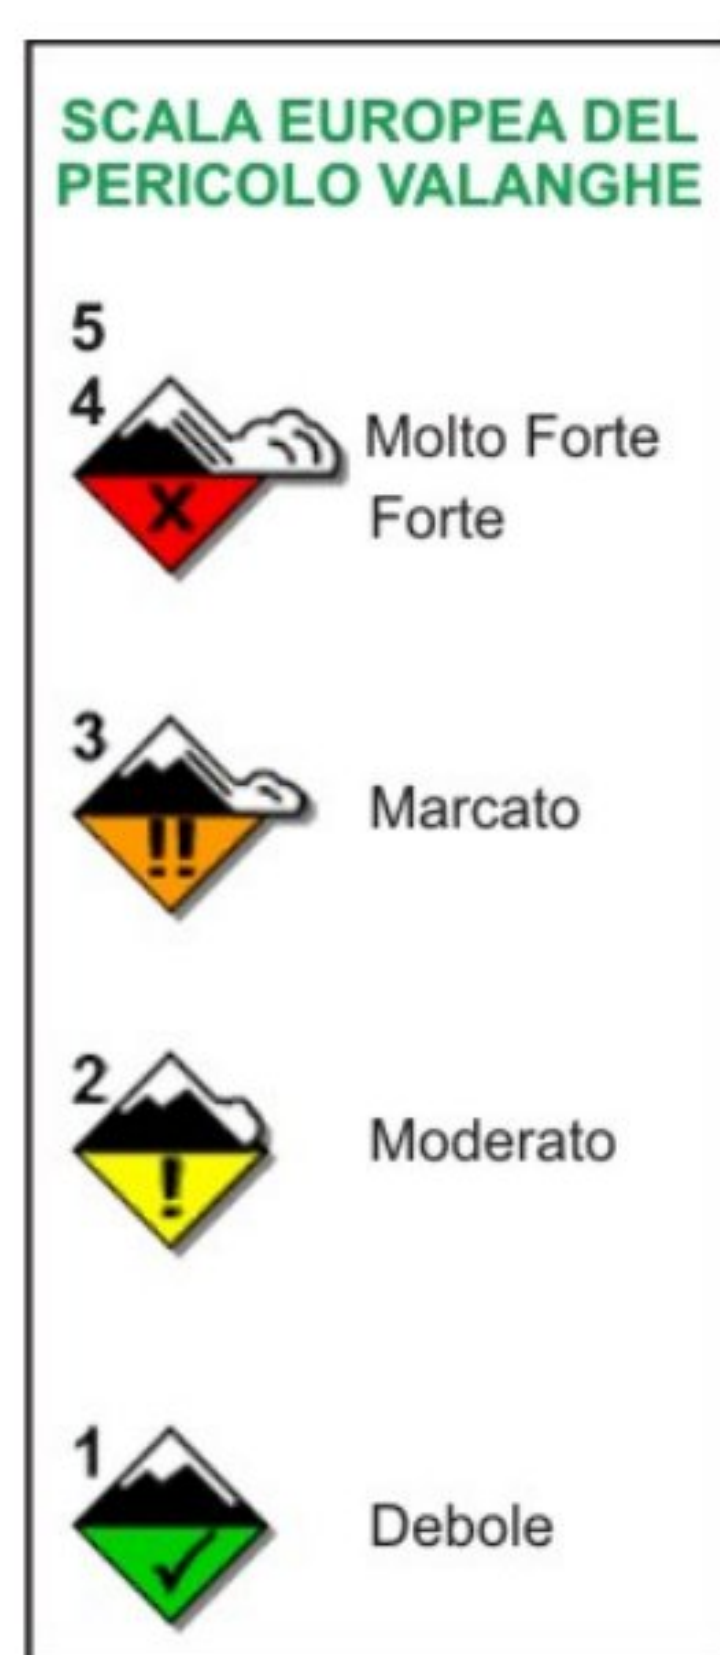 SCALA EUROPEA DEL
PERICOLO VALANGHE
5
4
Molto Forte
Forte
X
3
Marcato
!!
2
Moderato
!
1
Debole